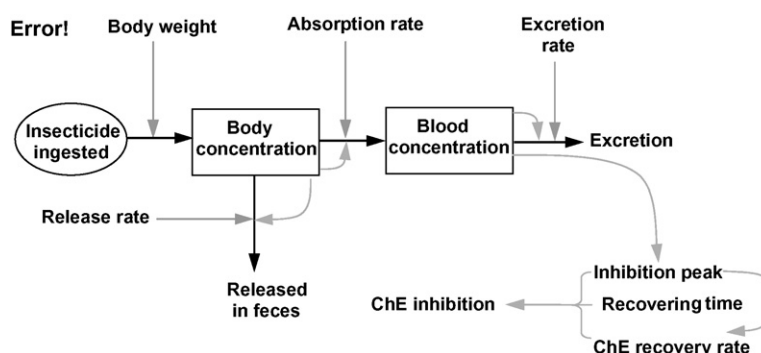 Error!
Body weight
Absorption rate
Excretion
rate
Insecticide
ingested
Body
concentration
Blood
concentration
Excretion
Release rate
Released
in feces
Inhibition peak
ChE inhibition
Recovering time
ChE recovery rate